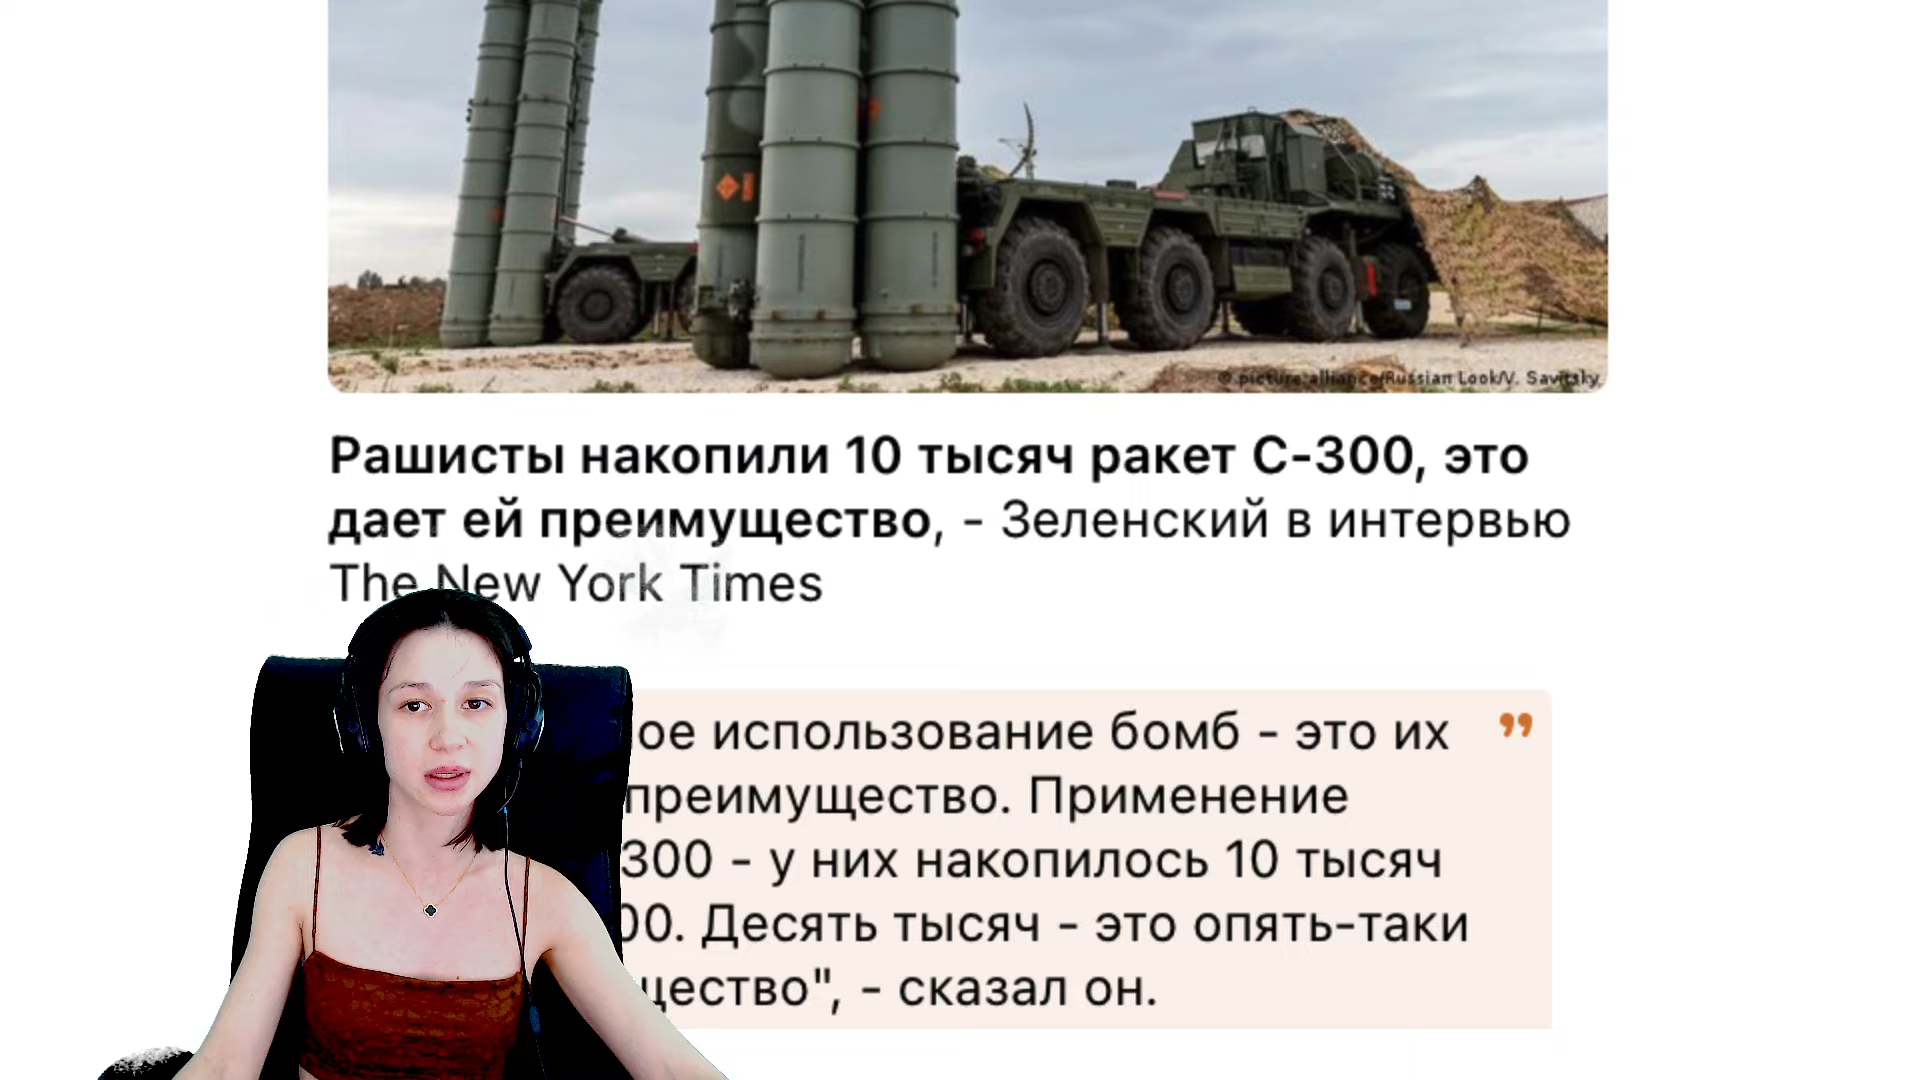 © picture alliance/Russian Look/V. Savitsky
Рашисты накопили 10 тысяч ракет С-300, это
дает ей преимущество, - Зеленский в интервью
The New York Times
ое использование бомб - это их
преимущество. Применение
300 - у них накопилось 10 тысяч
00. Десять тысяч - это опять-таки
щество", - сказал он.